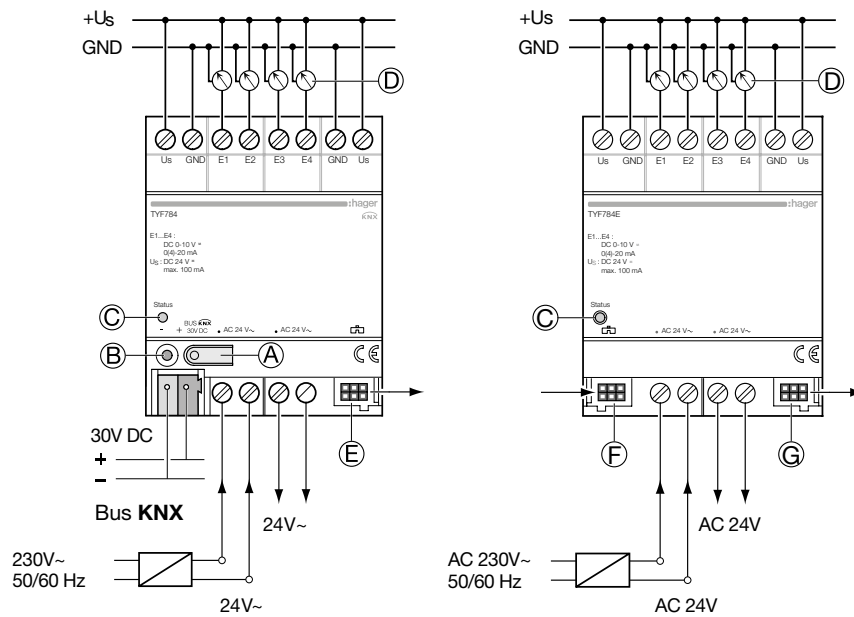 +Us
GND
D
Us GND E1 E2 E3 E4 GND Us
:hager
TYF784
KNX
E1...E4 :
DC 0-10 V =
0(4)-20 mA
Us : DC 24 V =
max. 100 mA
Status
C
- + BUS KNX 30V DC • AC 24 V~ • AC 24 V~
B
A
CE
E
30V DC
+
-
Bus KNX
24V~
230V~
50/60 Hz
24V~
+Us
GND
D
Us GND E1 E2 E3 E4 GND Us
:hager
TYF784E
E1...E4 :
DC 0-10 V =
0(4)-20 mA
Us : DC 24 V =
max. 100 mA
Status
C
• AC 24 V~ • AC 24 V~
CE
F
G
AC 24V
AC 230V~
50/60 Hz
AC 24V